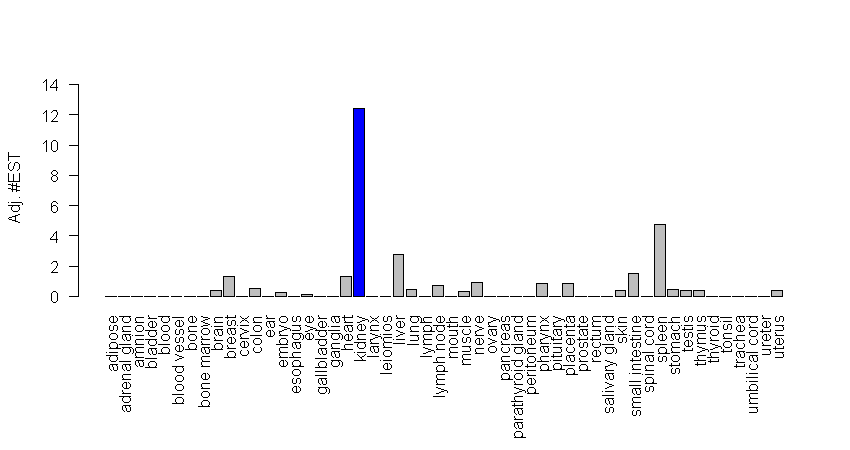 Adj. #EST
14
12
10
8
6
4
2
0
adipose
adrenal gland
amnion
bladder
blood
blood vessel
bone
bone marrow
brain
breast
cervix
colon
ear
embryo
esophagus
eye
gallbladder
ganglia
heart
kidney
larynx
leiomios
liver
lung
lymph
lymph node
mouth
muscle
nerve
ovary
pancreas
parathyroid gland
peritoneum
pharynx
pituitary
placenta
prostate
rectum
salivary gland
skin
small intestine
spinal cord
spleen
stomach
testis
thymus
thyroid
tonsil
trachea
umbilical cord
ureter
uterus